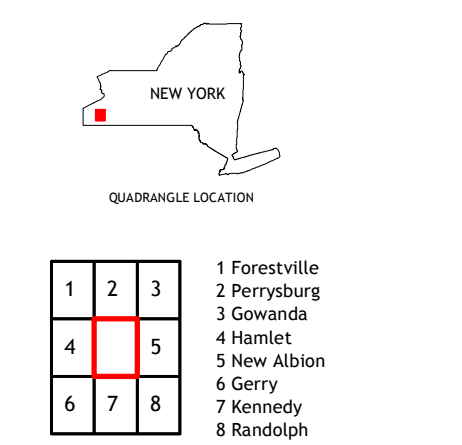 NEW YORK
QUADRANGLE LOCATION
1 2 3
4 5
6 7 8
1 Forestville
2 Perrysburg
3 Gowanda
4 Hamlet
5 New Albion
6 Gerry
7 Kennedy
8 Randolph